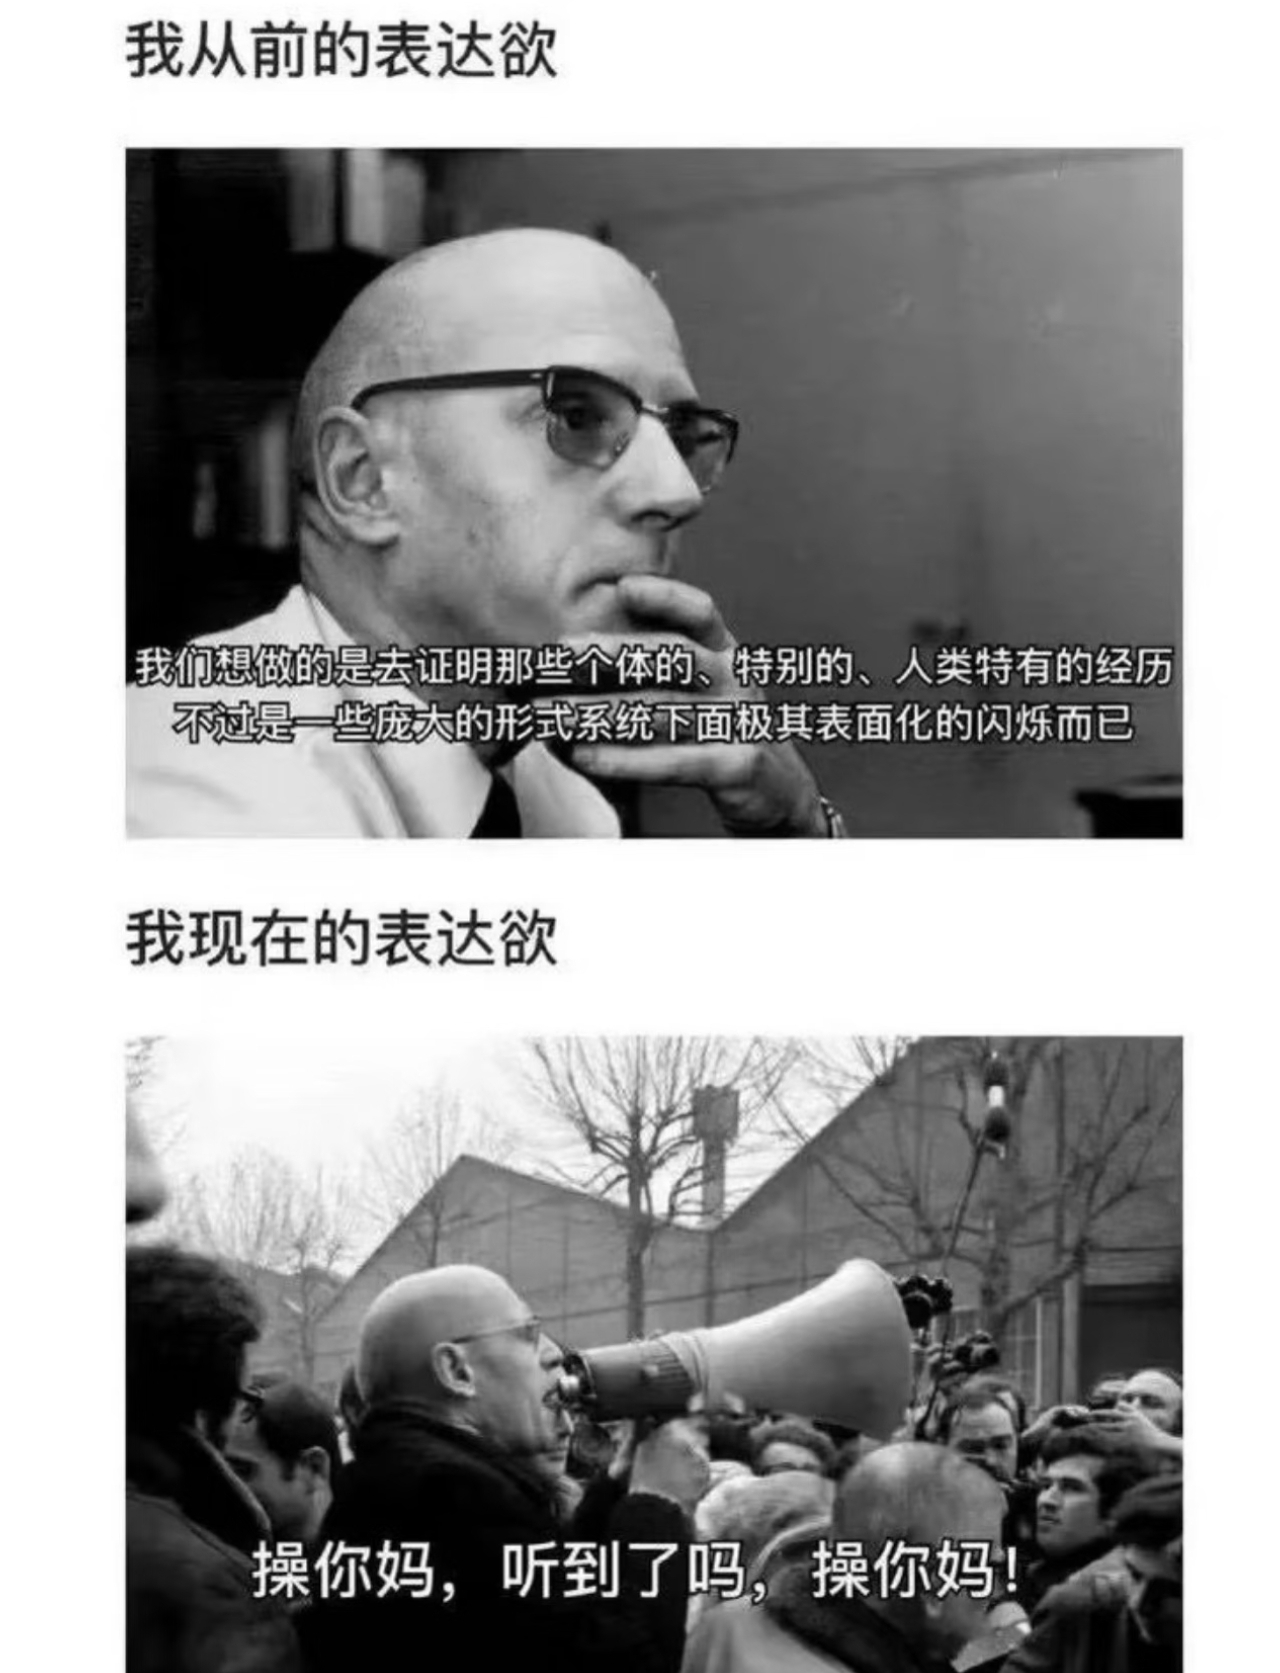 我从前的表达欲
我们想做的是去证明那些个体的、特别的、人类特有的经历
不过是一些庞大的形式系统下面极其表面化的闪烁而已
我现在的表达欲
操你妈，听到了吗，操你妈！